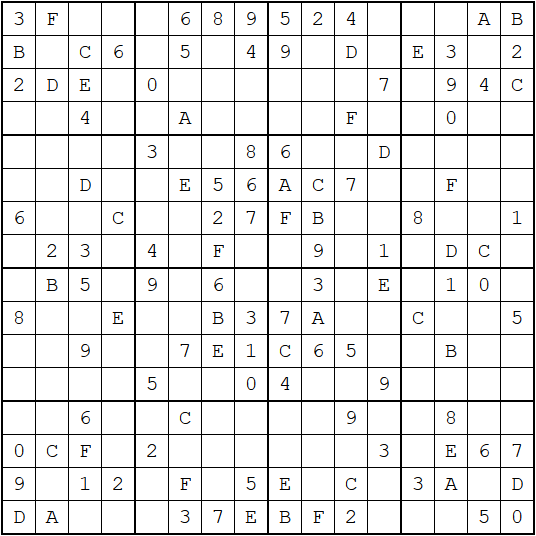 3 F 6 8 9 5 2 4 A B
B C 6 5 4 9 D E 3 2
2 D E 0 7 9 4 C
4 A F 0
3 8 6 D
D E 5 6 A C 7 F
6 C 2 7 F B 8 1
2 3 4 F 9 1 D C
B 5 9 6 3 E 1 0
8 E B 3 7 A C 5
9 7 E 1 C 6 5 B
5 0 4 9
6 C 9 8
0 C F 2 3 E 6 7
9 1 2 F 5 E C 3 A D
D A 3 7 E B F 2 5 0